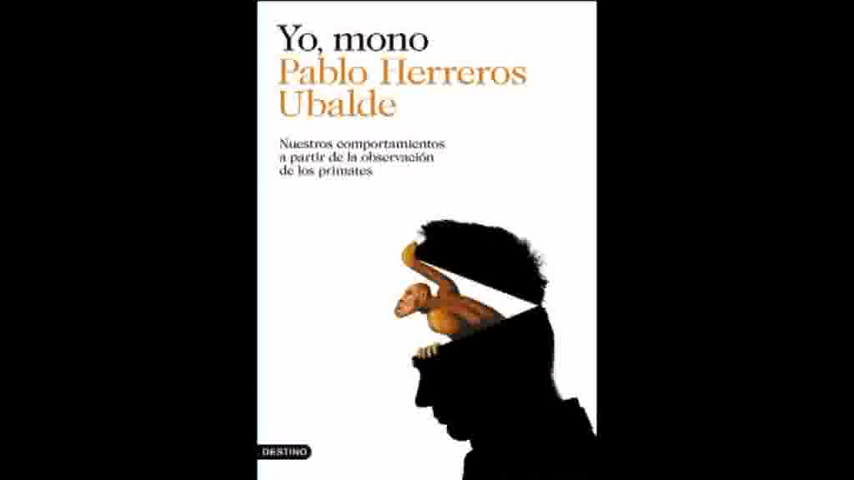 Yo, mono
Pablo Herreros
Ubalde
Nuestros comportamientos
a partir de la observación
de los primates
DESTINO